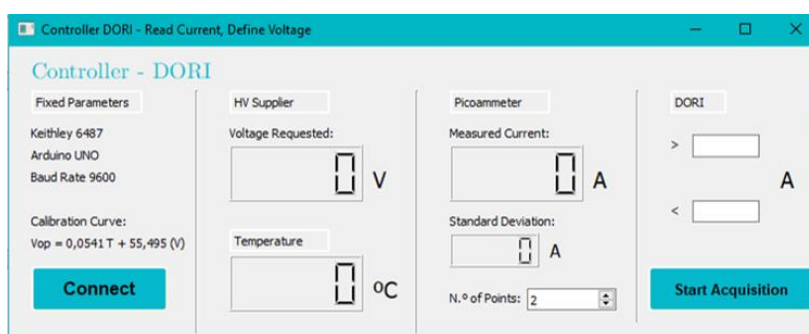 Controller DORI - Read Current, Define Voltage
Controller - DORI
Fixed Parameters
Keithley 6487
Arduino UNO
Baud Rate 9600
Calibration Curve:
Vop = 0,0541 T + 55,495 (V)
Connect
HV Supplier
Voltage Requested:
0 V
Temperature
0 ºC
Picoammeter
Measured Current:
0 A
Standard Deviation:
0 A
N.º of Points: 2
DORI
>
A
<
Start Acquisition